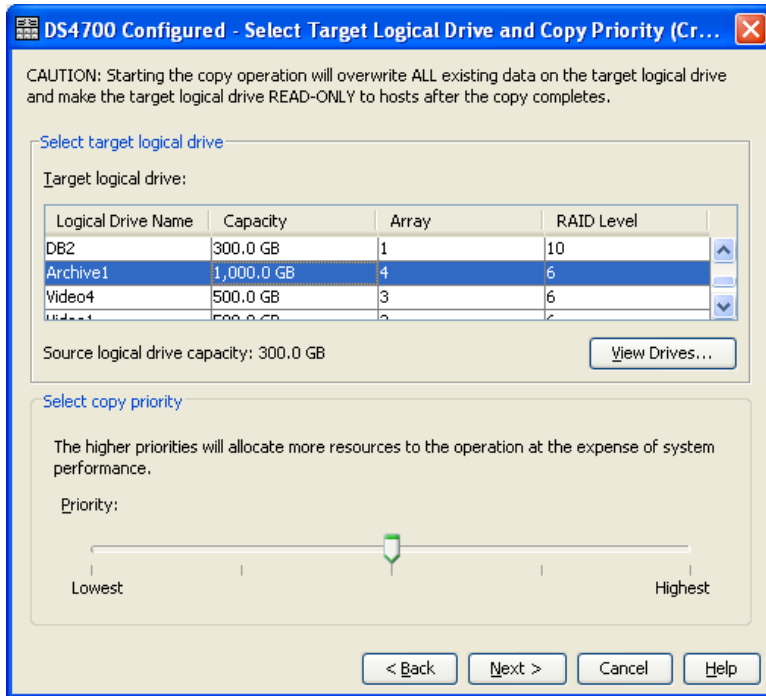 DS4700 Configured - Select Target Logical Drive and Copy Priority (Cr...
CAUTION: Starting the copy operation will overwrite ALL existing data on the target logical drive
and make the target logical drive READ-ONLY to hosts after the copy completes.
Select target logical drive
Target logical drive:
Logical Drive Name Capacity Array RAID Level
DB2 300.0 GB 1 10
Archive1 1,000.0 GB 4 6
Video4 500.0 GB 3 6
Source logical drive capacity: 300.0 GB View Drives...
Select copy priority
The higher priorities will allocate more resources to the operation at the expense of system
performance.
Priority:
Lowest Highest
< Back Next > Cancel Help